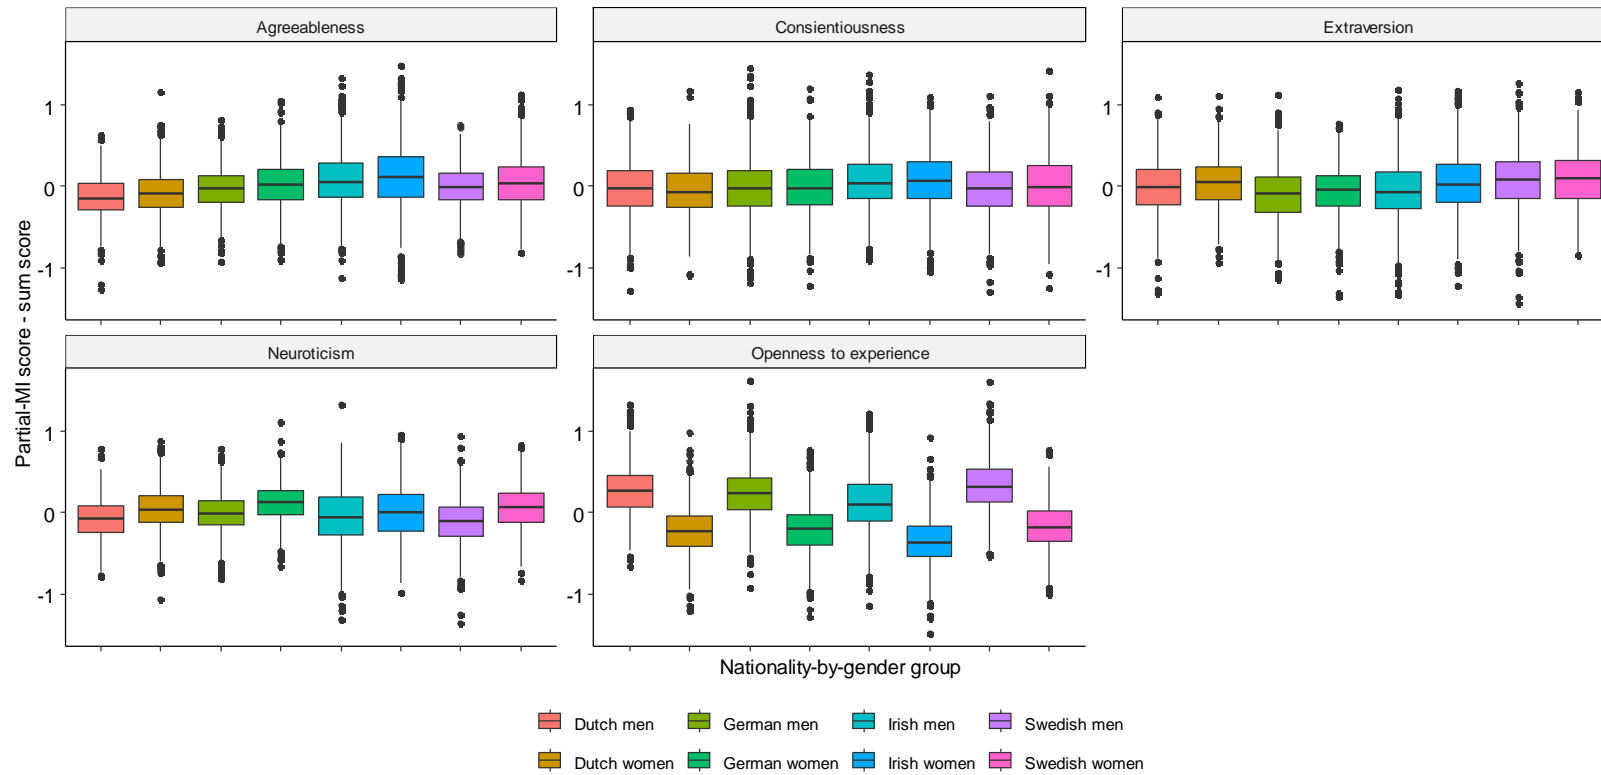 Agreeableness
Consientiousness
Extraversion
1
0
-1
1
0
-1
1
0
-1
Partial-MI score - sum score
Neuroticism
Openness to experience
1
0
-1
1
0
-1
Nationality-by-gender group
Dutch men
German men
Irish men
Swedish men
Dutch women
German women
Irish women
Swedish women